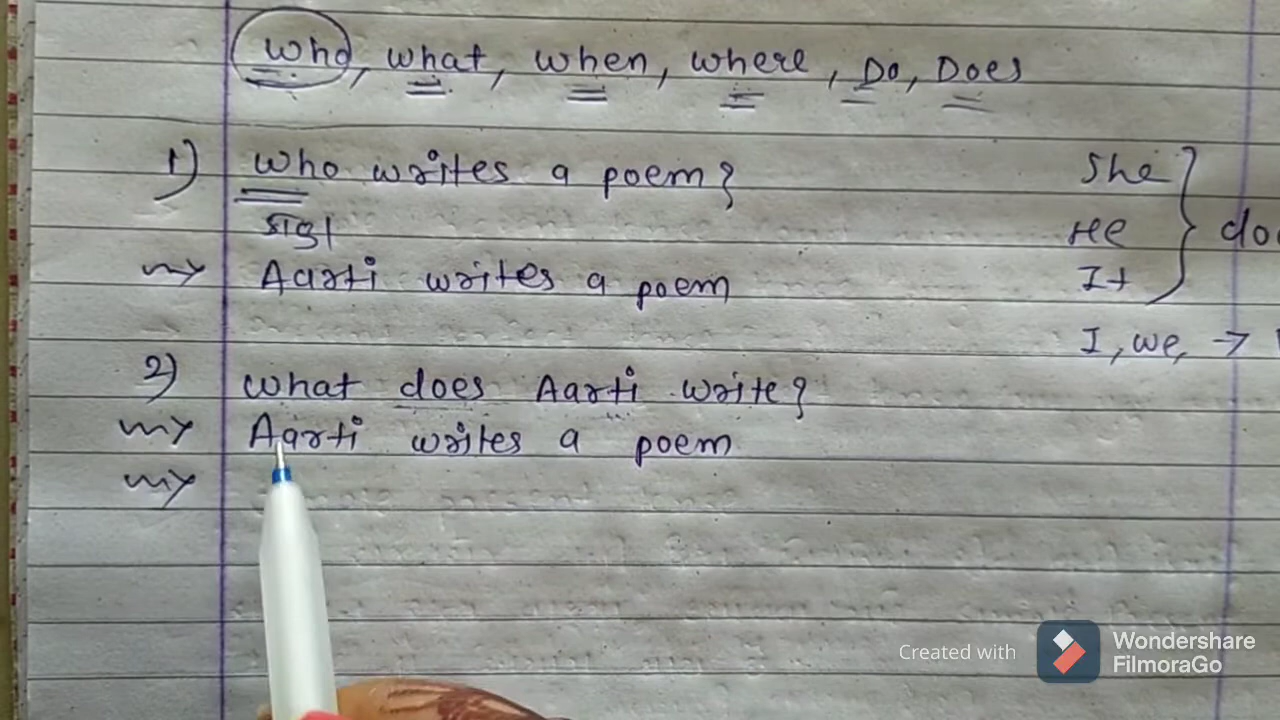 Who, what, when, where, Do, Does
1) Who writes a poem?
Aarti writes a poem
She
He
It
I, we, →
2) What does Aarti write?
Aarti writes a poem
Created with Wondershare FilmoraGo